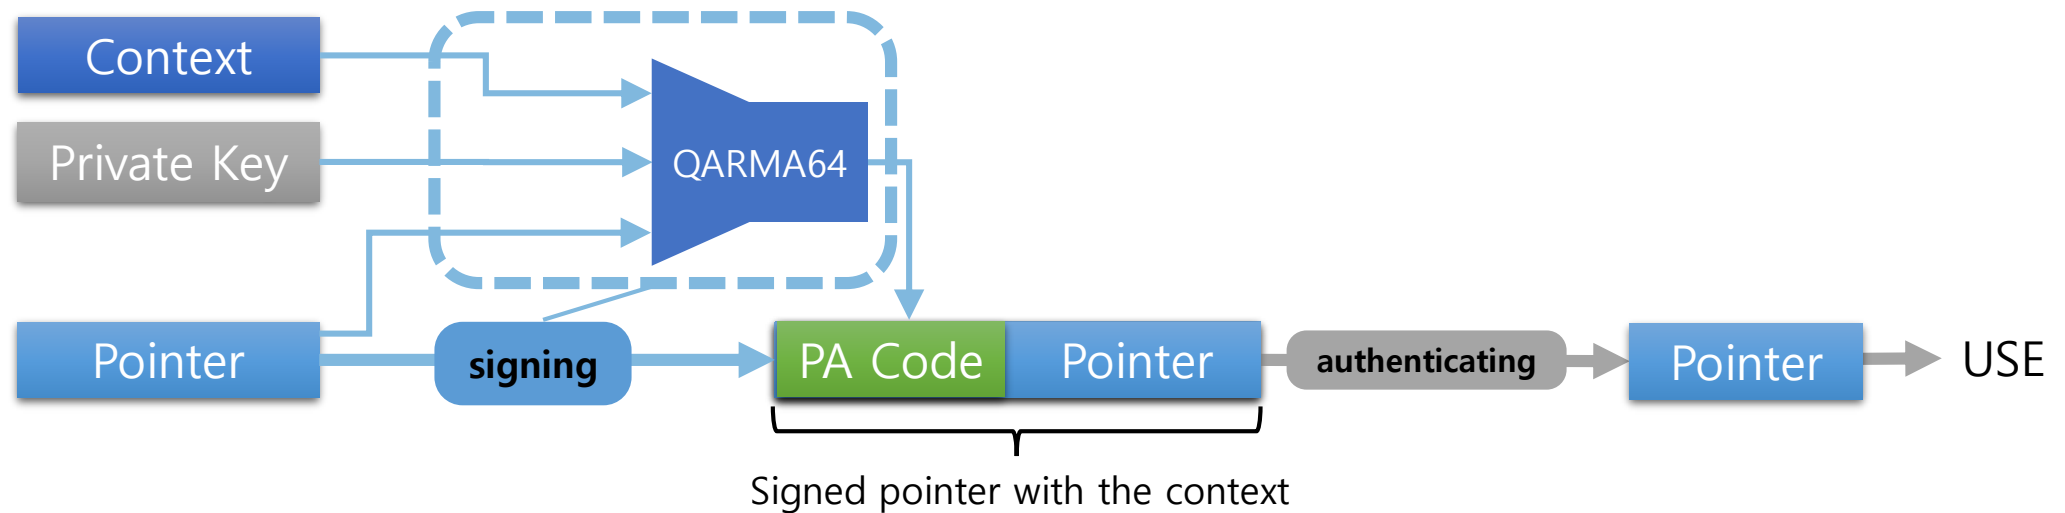 Context
Private Key
QARMA64
Pointer
signing
PA Code
Pointer
authenticating
Pointer
USE
Signed pointer with the context